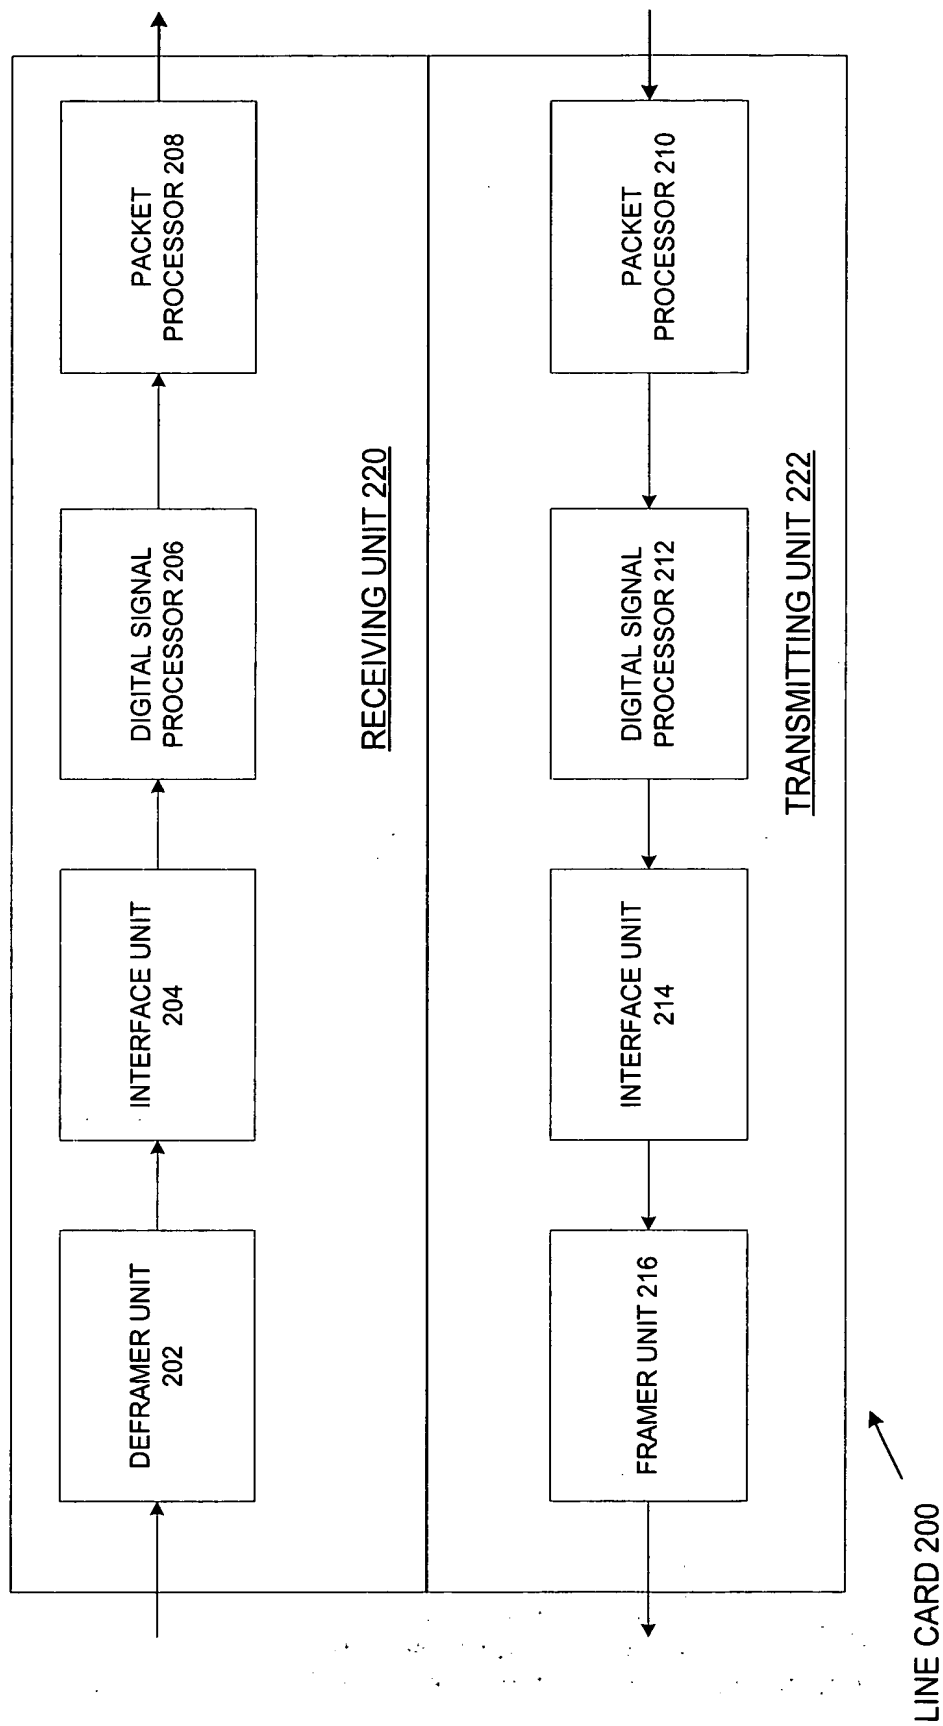 DEFRAMER UNIT
202
INTERFACE UNIT
204
DIGITAL SIGNAL
PROCESSOR 206
PACKET
PROCESSOR 208
RECEIVING UNIT 220
FRAMER UNIT 216
INTERFACE UNIT
214
DIGITAL SIGNAL
PROCESSOR 212
PACKET
PROCESSOR 210
TRANSMITTING UNIT 222
LINE CARD 200